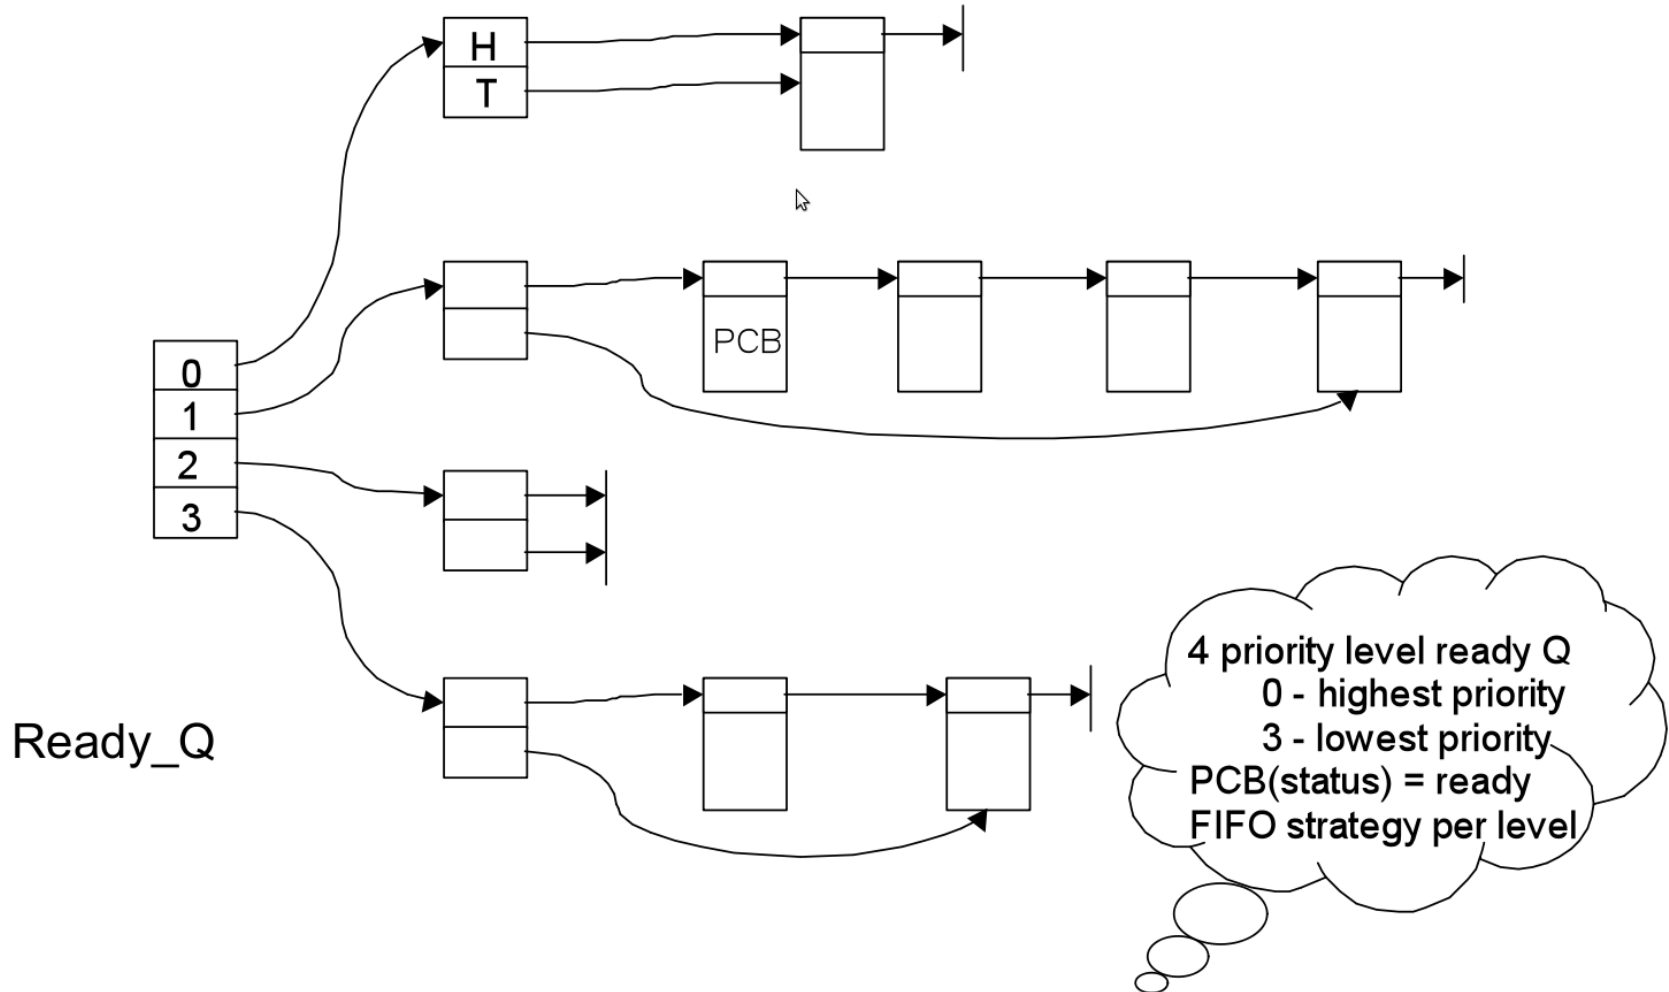 H
T
PCB
0
1
2
3
Ready_Q
4 priority level ready Q
0 - highest priority
3 - lowest priority
PCB(status) = ready
FIFO strategy per level